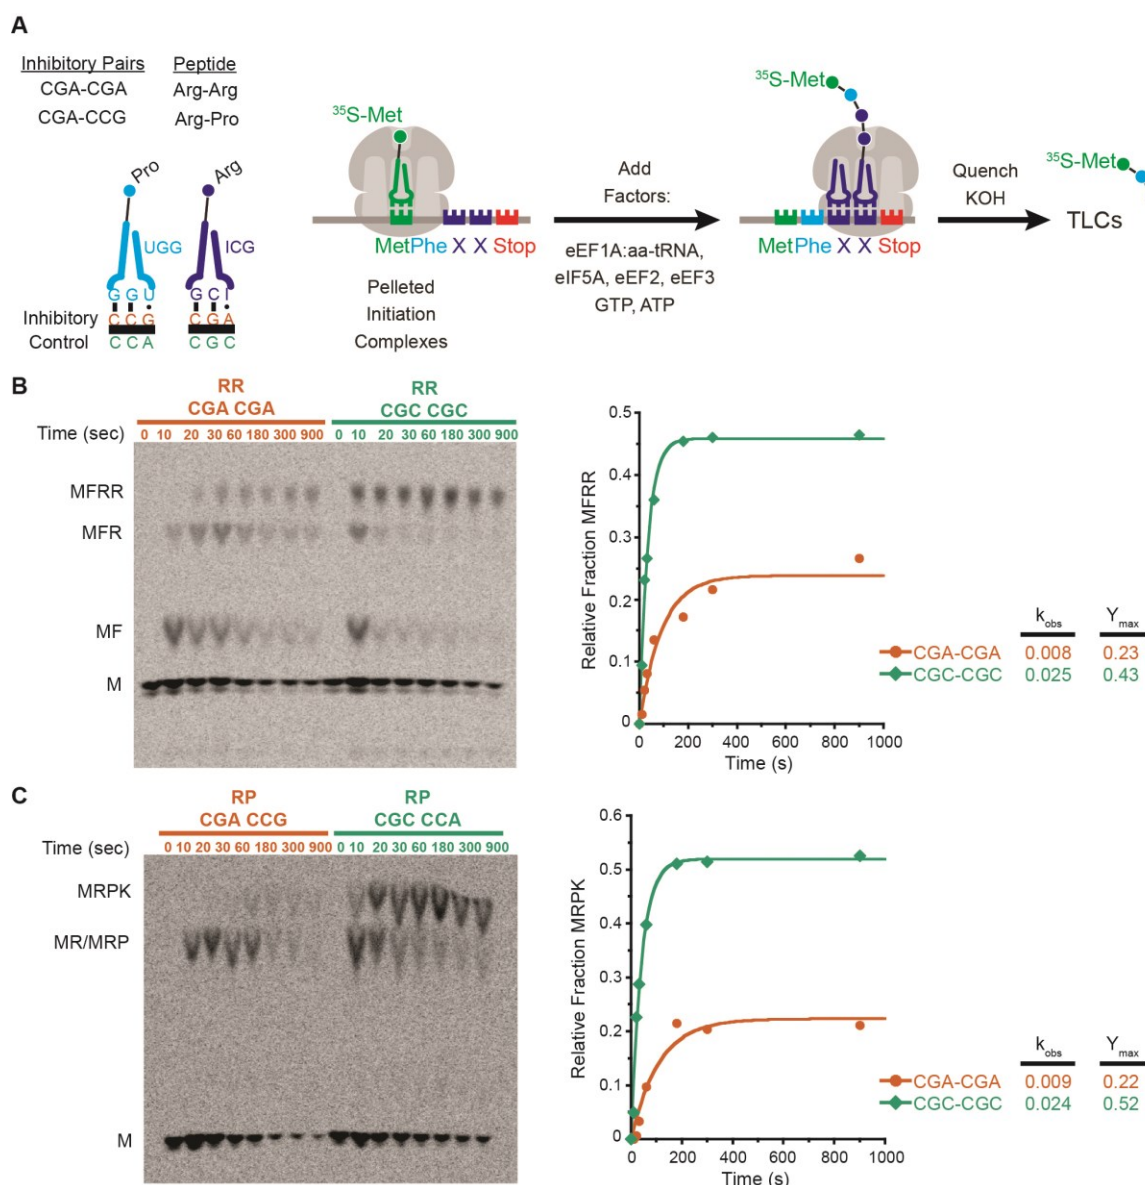 A
Inhibitory Pairs Peptide
CGA-CGA Arg-Arg
CGA-CCG Arg-Pro
Pro
Arg
UGG
ICG
G G U
G C I
Inhibitory C C G C G A
Control C C A C G C
³⁵S-Met
MetPhe X X Stop
Pelleted
Initiation
Complexes
Add
Factors:
eEF1A:aa-tRNA,
eIF5A, eEF2, eEF3
GTP, ATP
³⁵S-Met
MetPhe X X Stop
Quench
KOH
³⁵S-Met
TLCs
B
RR RR
CGA CGA CGC CGC
Time (sec) 0 10 20 30 60 180 300 900 0 10 20 30 60 180 300 900
MFRR
MFR
MF
M
Relative Fraction MFRR
0.5
0.4
0.3
0.2
0.1
0
0 200 400 600 800 1000
Time (s)
kobs Ymax
CGA-CGA 0.008 0.23
CGC-CGC 0.025 0.43
C
RP RP
CGA CCG CGC CCA
Time (sec) 0 10 20 30 60 180 300 900 0 10 20 30 60 180 300 900
MRPK
MR/MRP
M
Relative Fraction MRPK
0.6
0.5
0.4
0.3
0.2
0.1
0
0 200 400 600 800 1000
Time (s)
kobs Ymax
CGA-CGA 0.009 0.22
CGC-CGC 0.024 0.52